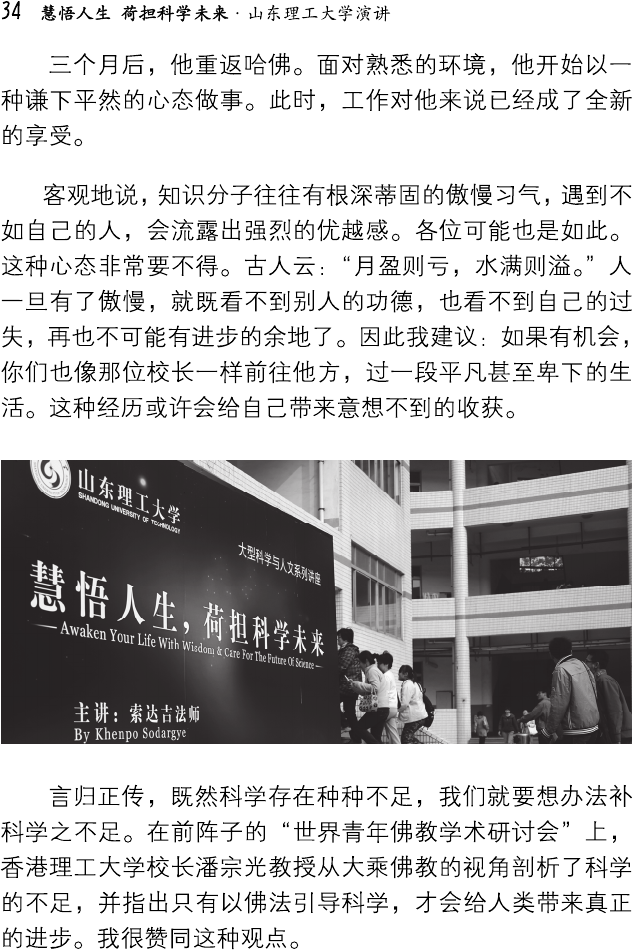 34 慧悟人生 荷担科学未来·山东理工大学演讲
三个月后，他重返哈佛。面对熟悉的环境，他开始以一
种谦下平然的心态做事。此时，工作对他来说已经成了全新
的享受。
客观地说，知识分子往往有根深蒂固的傲慢习气，遇到不
如自己的人，会流露出强烈的优越感。各位可能也是如此。
这种心态非常要不得。古人云：“月盈则亏，水满则溢。”人
一旦有了傲慢，就既看不到别人的功德，也看不到自己的过
失，再也不可能有进步的余地了。因此我建议：如果有机会，
你们也像那位校长一样前往他方，过一段平凡甚至卑下的生
活。这种经历或许会给自己带来意想不到的收获。
山东理工大学
SHANDONG UNIVERSITY OF TECHNOLOGY
大型科学与人文系列讲座
慧悟人生，荷担科学未来
—Awaken Your Life With Wisdom & Care For The Future Of Science—
主讲：索达吉法师
By Khenpo Sodargye
言归正传，既然科学存在种种不足，我们就要想办法补
科学之不足。在前阵子的“世界青年佛教学术研讨会”上，
香港理工大学校长潘宗光教授从大乘佛教的视角剖析了科学
的不足，并指出只有以佛法引导科学，才会给人类带来真正
的进步。我很赞同这种观点。